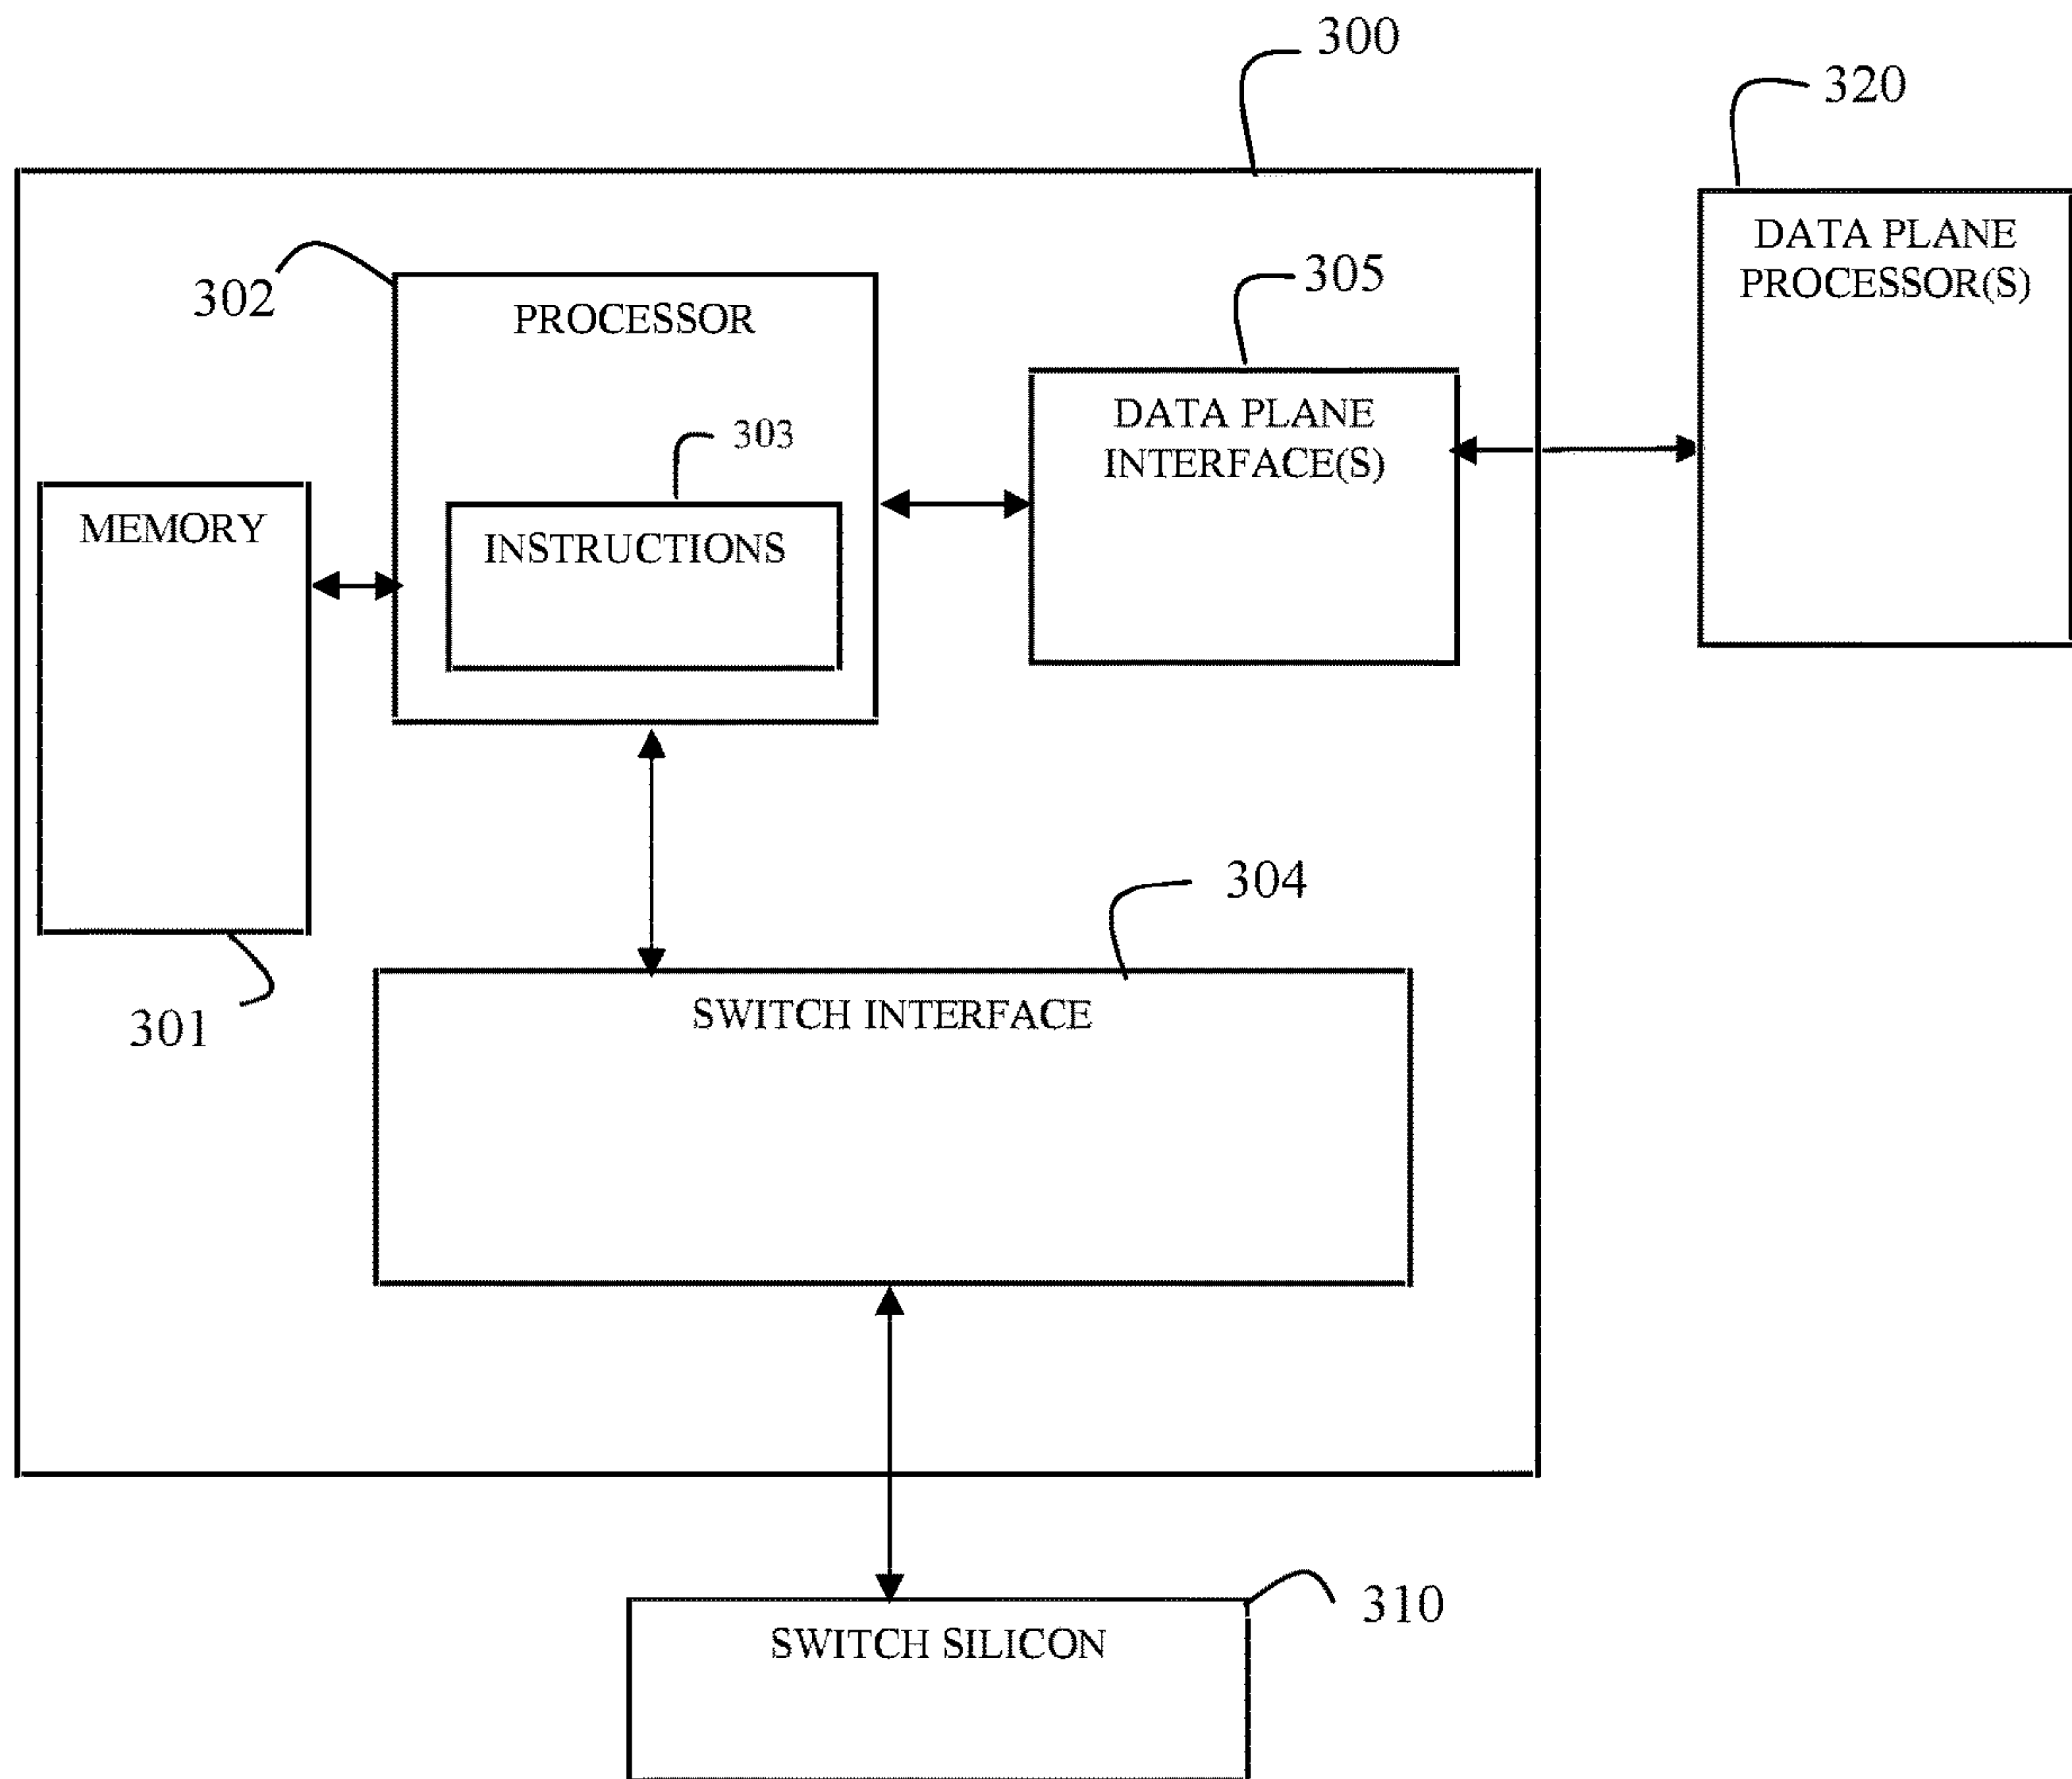 300
320
DATA PLANE
PROCESSOR(S)
302
PROCESSOR
305
DATA PLANE
INTERFACE(S)
303
INSTRUCTIONS
MEMORY
304
SWITCH INTERFACE
301
310
SWITCH SILICON